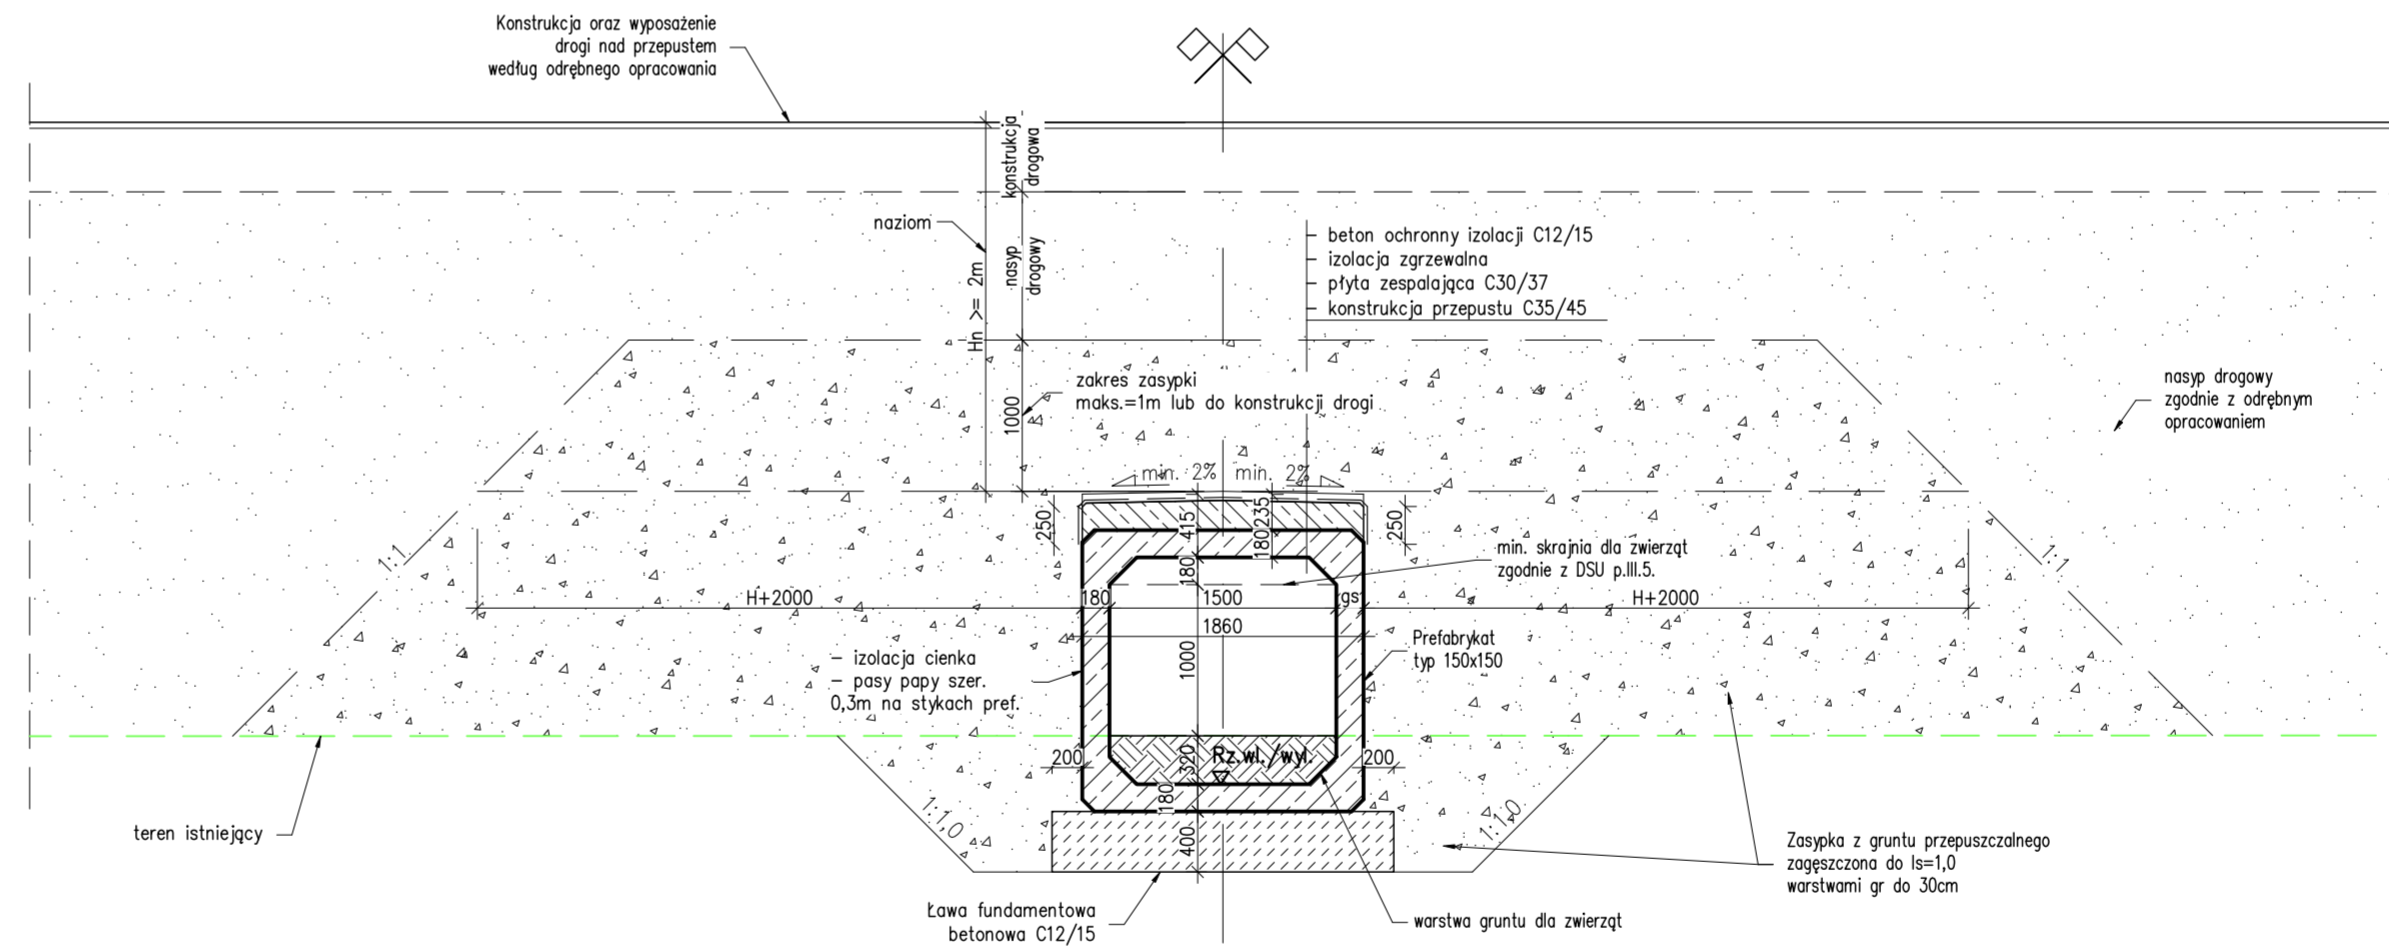 Konstrukcja oraz wyposażenie
drogi nad przepustem
według odrębnego opracowania
konstrukcja
drogowa
naziom
nasyp
drogowy
Hn >= 2m
– beton ochronny izolacji C12/15
– izolacja zgrzewalna
– płyta zespalająca C30/37
– konstrukcja przepustu C35/45
zakres zasypki
maks.=1m lub do konstrukcji drogi
1000
nasyp drogowy
zgodnie z odrębnym
opracowaniem
min. 2%
min. 2%
250
415
180
235
250
1:1
1:1
min. skrajnia dla zwierząt
zgodnie z DSU p.III.5.
180
H+2000
180
1500
gs
H+2000
1860
Prefabrykat
typ 150x150
– izolacja cienka
– pasy papy szer.
0,3m na stykach pref.
1000
200
320
Rz.wl./wyl.
200
180
1:1,0
1:1,0
400
teren istniejący
Zasypka z gruntu przepuszczalnego
zagęszczona do Is=1,0
warstwami gr do 30cm
Ława fundamentowa
betonowa C12/15
warstwa gruntu dla zwierząt